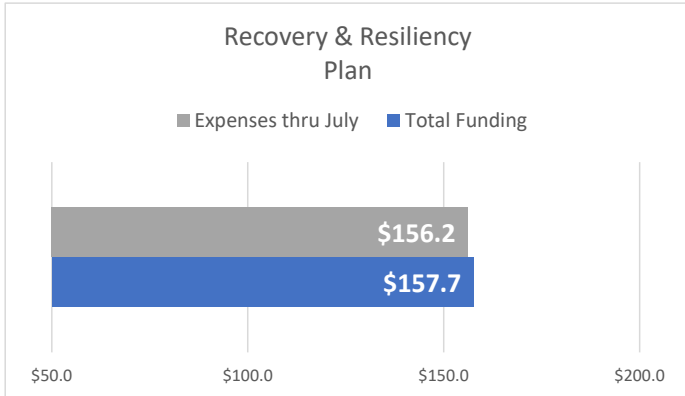 Recovery & Resiliency
Plan
Expenses thru July Total Funding
$156.2
$157.7
$50.0 $100.0 $150.0 $200.0